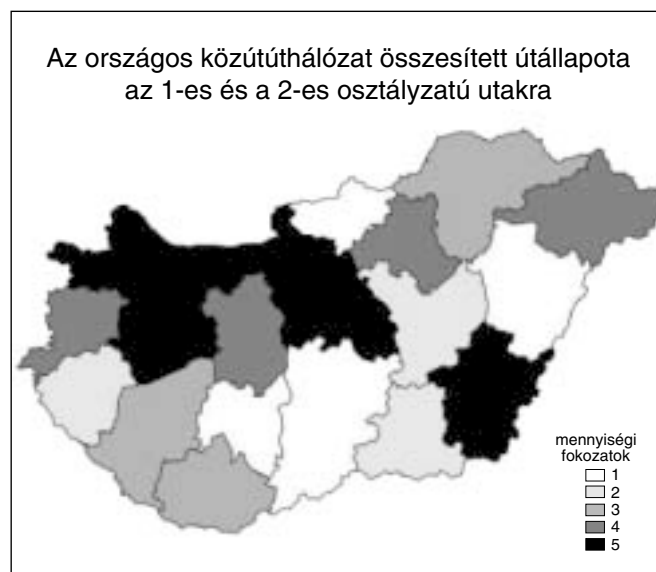 Az országos közútúthálózat összesített útállapota
az 1-es és a 2-es osztályzatú utakra
mennyiségi
fokozatok
1
2
3
4
5